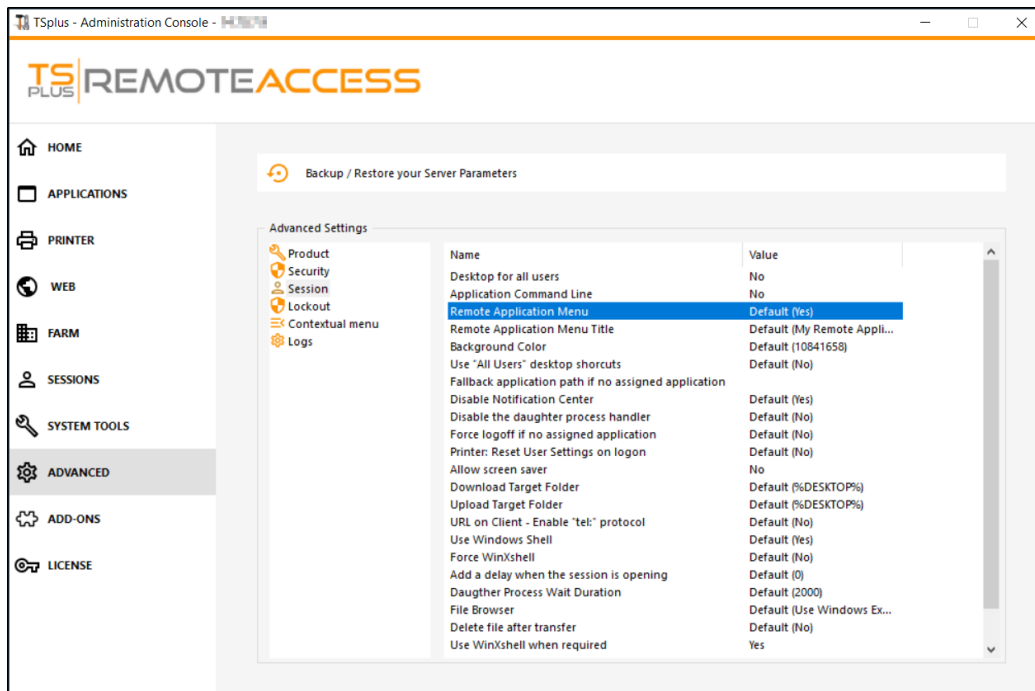 TSplus - Administration Console -
TS PLUS REMOTEACCESS
HOME
APPLICATIONS
PRINTER
WEB
FARM
SESSIONS
SYSTEM TOOLS
ADVANCED
ADD-ONS
LICENSE
Backup / Restore your Server Parameters
Advanced Settings
Product
Security
Session
Lockout
Contextual menu
Logs
Name Value
Desktop for all users No
Application Command Line No
Remote Application Menu Default (Yes)
Remote Application Menu Title Default (My Remote Appli...
Background Color Default (10841658)
Use "All Users" desktop shorcuts Default (No)
Fallback application path if no assigned application
Disable Notification Center Default (Yes)
Disable the daughter process handler Default (No)
Force logoff if no assigned application Default (No)
Printer: Reset User Settings on logon Default (No)
Allow screen saver No
Download Target Folder Default (%DESKTOP%)
Upload Target Folder Default (%DESKTOP%)
URL on Client - Enable "tel:" protocol Default (No)
Use Windows Shell Default (Yes)
Force WinXshell Default (No)
Add a delay when the session is opening Default (0)
Daugther Process Wait Duration Default (2000)
File Browser Default (Use Windows Ex...
Delete file after transfer Default (No)
Use WinXshell when required Yes